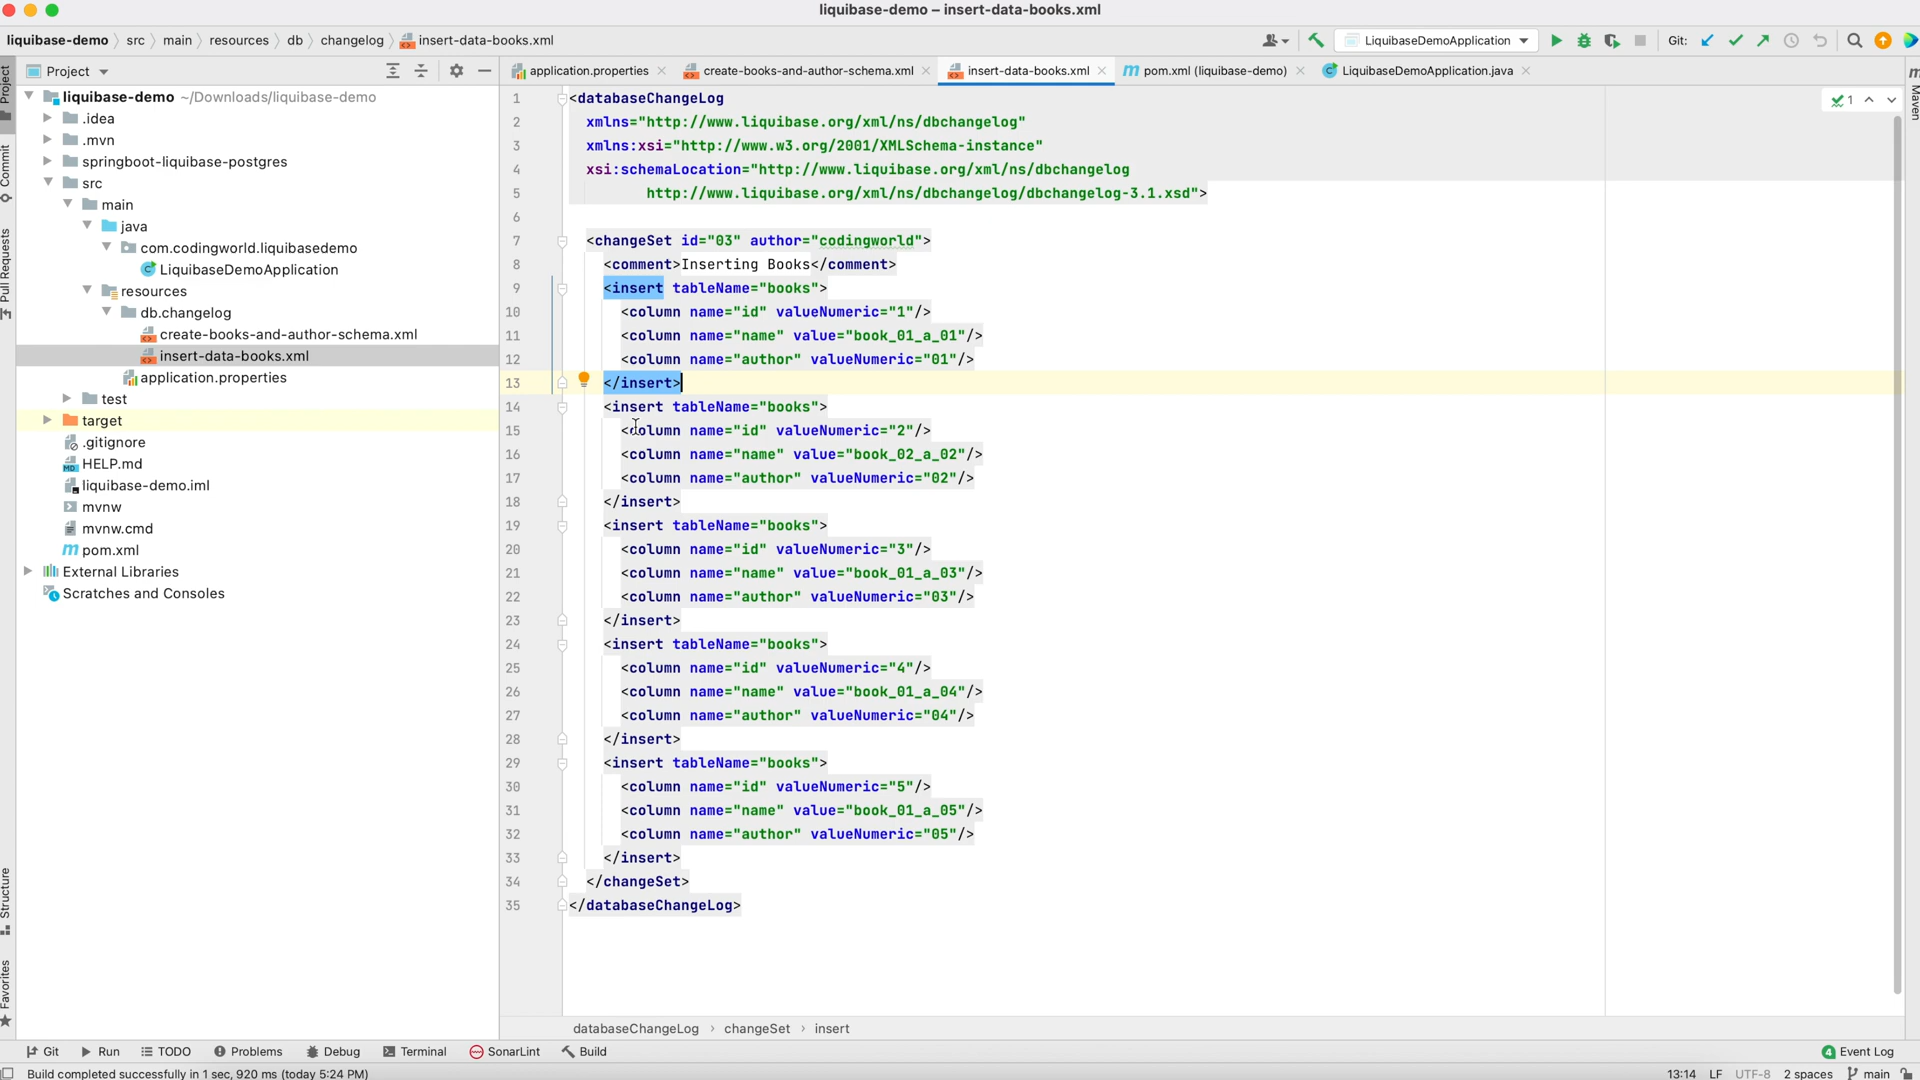 liquibase-demo – insert-data-books.xml
liquibase-demo src main resources db changelog insert-data-books.xml
LiquibaseDemoApplication
Git:
Project
application.properties
create-books-and-author-schema.xml
insert-data-books.xml
pom.xml (liquibase-demo)
LiquibaseDemoApplication.java
Project
Commit
Pull Requests
Structure
Favorites
Maven
liquibase-demo ~/Downloads/liquibase-demo
.idea
.mvn
springboot-liquibase-postgres
src
main
java
com.codingworld.liquibasedemo
LiquibaseDemoApplication
resources
db.changelog
create-books-and-author-schema.xml
insert-data-books.xml
application.properties
test
target
.gitignore
HELP.md
liquibase-demo.iml
mvnw
mvnw.cmd
pom.xml
External Libraries
Scratches and Consoles
1
1 <databaseChangeLog
2 xmlns="http://www.liquibase.org/xml/ns/dbchangelog"
3 xmlns:xsi="http://www.w3.org/2001/XMLSchema-instance"
4 xsi:schemaLocation="http://www.liquibase.org/xml/ns/dbchangelog
5 http://www.liquibase.org/xml/ns/dbchangelog/dbchangelog-3.1.xsd">
6
7 <changeSet id="03" author="codingworld">
8 <comment>Inserting Books</comment>
9 <insert tableName="books">
10 <column name="id" valueNumeric="1"/>
11 <column name="name" value="book_01_a_01"/>
12 <column name="author" valueNumeric="01"/>
13 </insert>
14 <insert tableName="books">
15 <column name="id" valueNumeric="2"/>
16 <column name="name" value="book_02_a_02"/>
17 <column name="author" valueNumeric="02"/>
18 </insert>
19 <insert tableName="books">
20 <column name="id" valueNumeric="3"/>
21 <column name="name" value="book_01_a_03"/>
22 <column name="author" valueNumeric="03"/>
23 </insert>
24 <insert tableName="books">
25 <column name="id" valueNumeric="4"/>
26 <column name="name" value="book_01_a_04"/>
27 <column name="author" valueNumeric="04"/>
28 </insert>
29 <insert tableName="books">
30 <column name="id" valueNumeric="5"/>
31 <column name="name" value="book_01_a_05"/>
32 <column name="author" valueNumeric="05"/>
33 </insert>
34 </changeSet>
35 </databaseChangeLog>
databaseChangeLog › changeSet › insert
Git Run TODO Problems Debug Terminal SonarLint Build 4 Event Log
Build completed successfully in 1 sec, 920 ms (today 5:24 PM) 13:14 LF UTF-8 2 spaces main